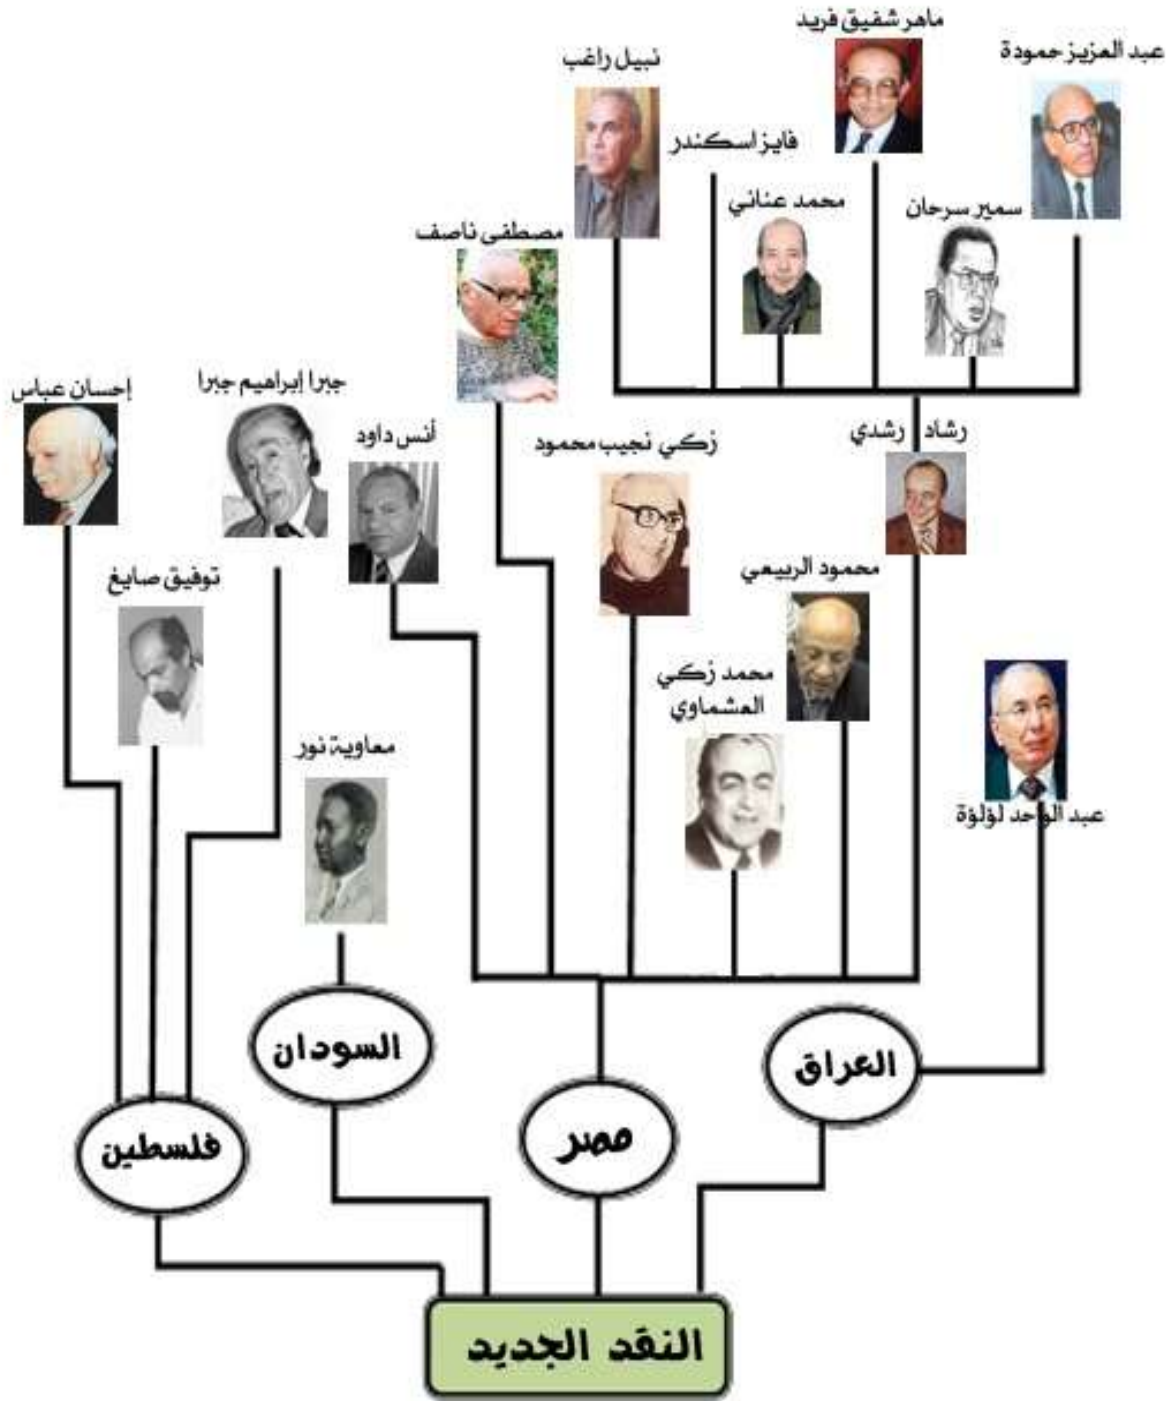 ماهر شفيق فريد
عبد العزيز حمودة
نبيل راغب
فايز اسكندر
محمد عناني
سمير سرحان
مصطفى ناصف
جبرا إبراهيم جبرا
إحسان عباس
أنس داود
زكي نجيب محمود
رشاد رشدي
توفيق صايغ
محمود الربيعي
محمد زكي
العشماوي
معاوية نور
عبد الواحد لؤلؤة
السودان
العراق
مصر
فلسطين
النقد الجديد